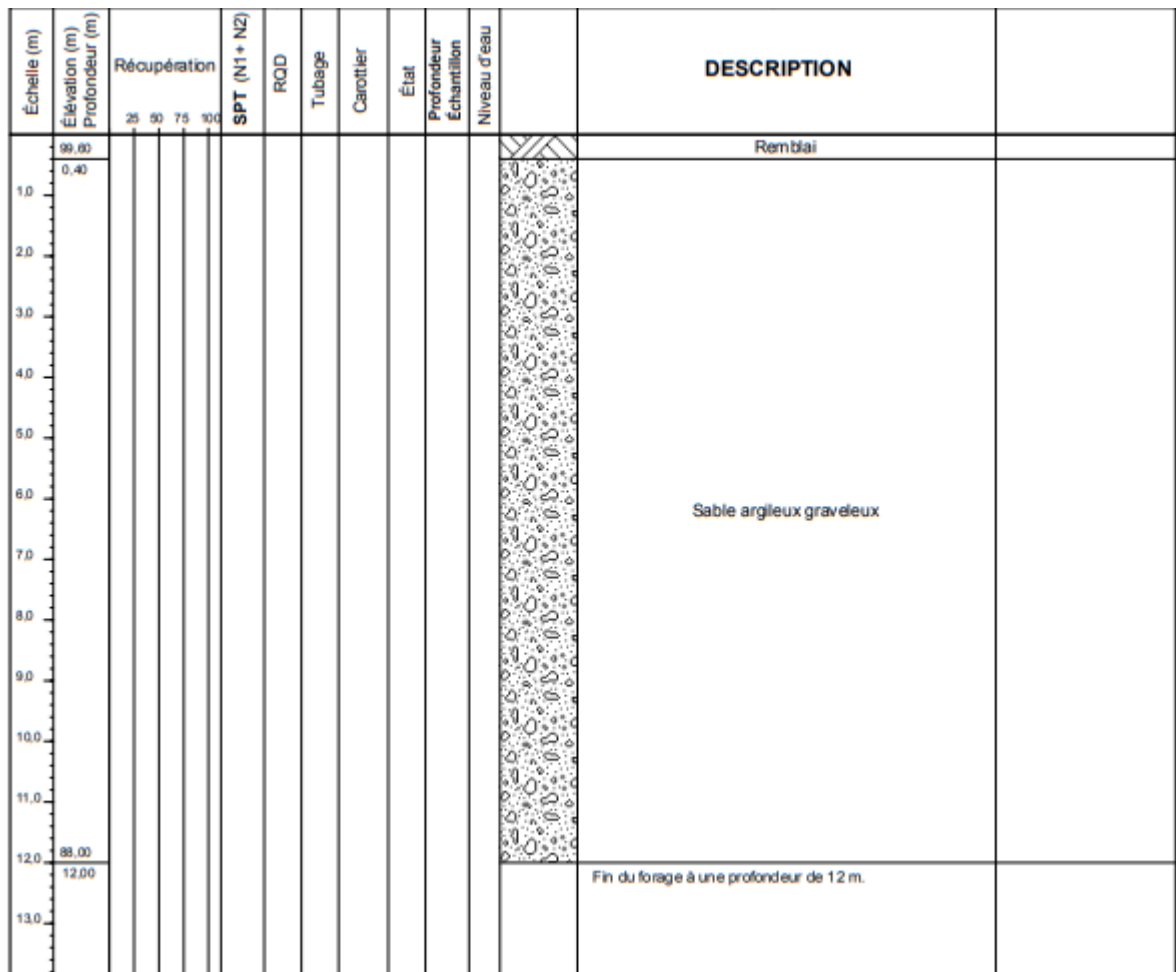 Échelle (m)
Élévation (m)
Profondeur (m)
Récupération
25 50 75 100
SPT (N1+ N2)
RQD
Tubage
Carottier
État
Profondeur
Échantillon
Niveau d'eau
DESCRIPTION
99,60
Remblai
0,40
1,0
2,0
3,0
4,0
5,0
6,0
Sable argileux graveleux
7,0
8,0
9,0
10,0
11,0
88,00
12,0
12,00
Fin du forage à une profondeur de 12 m.
13,0